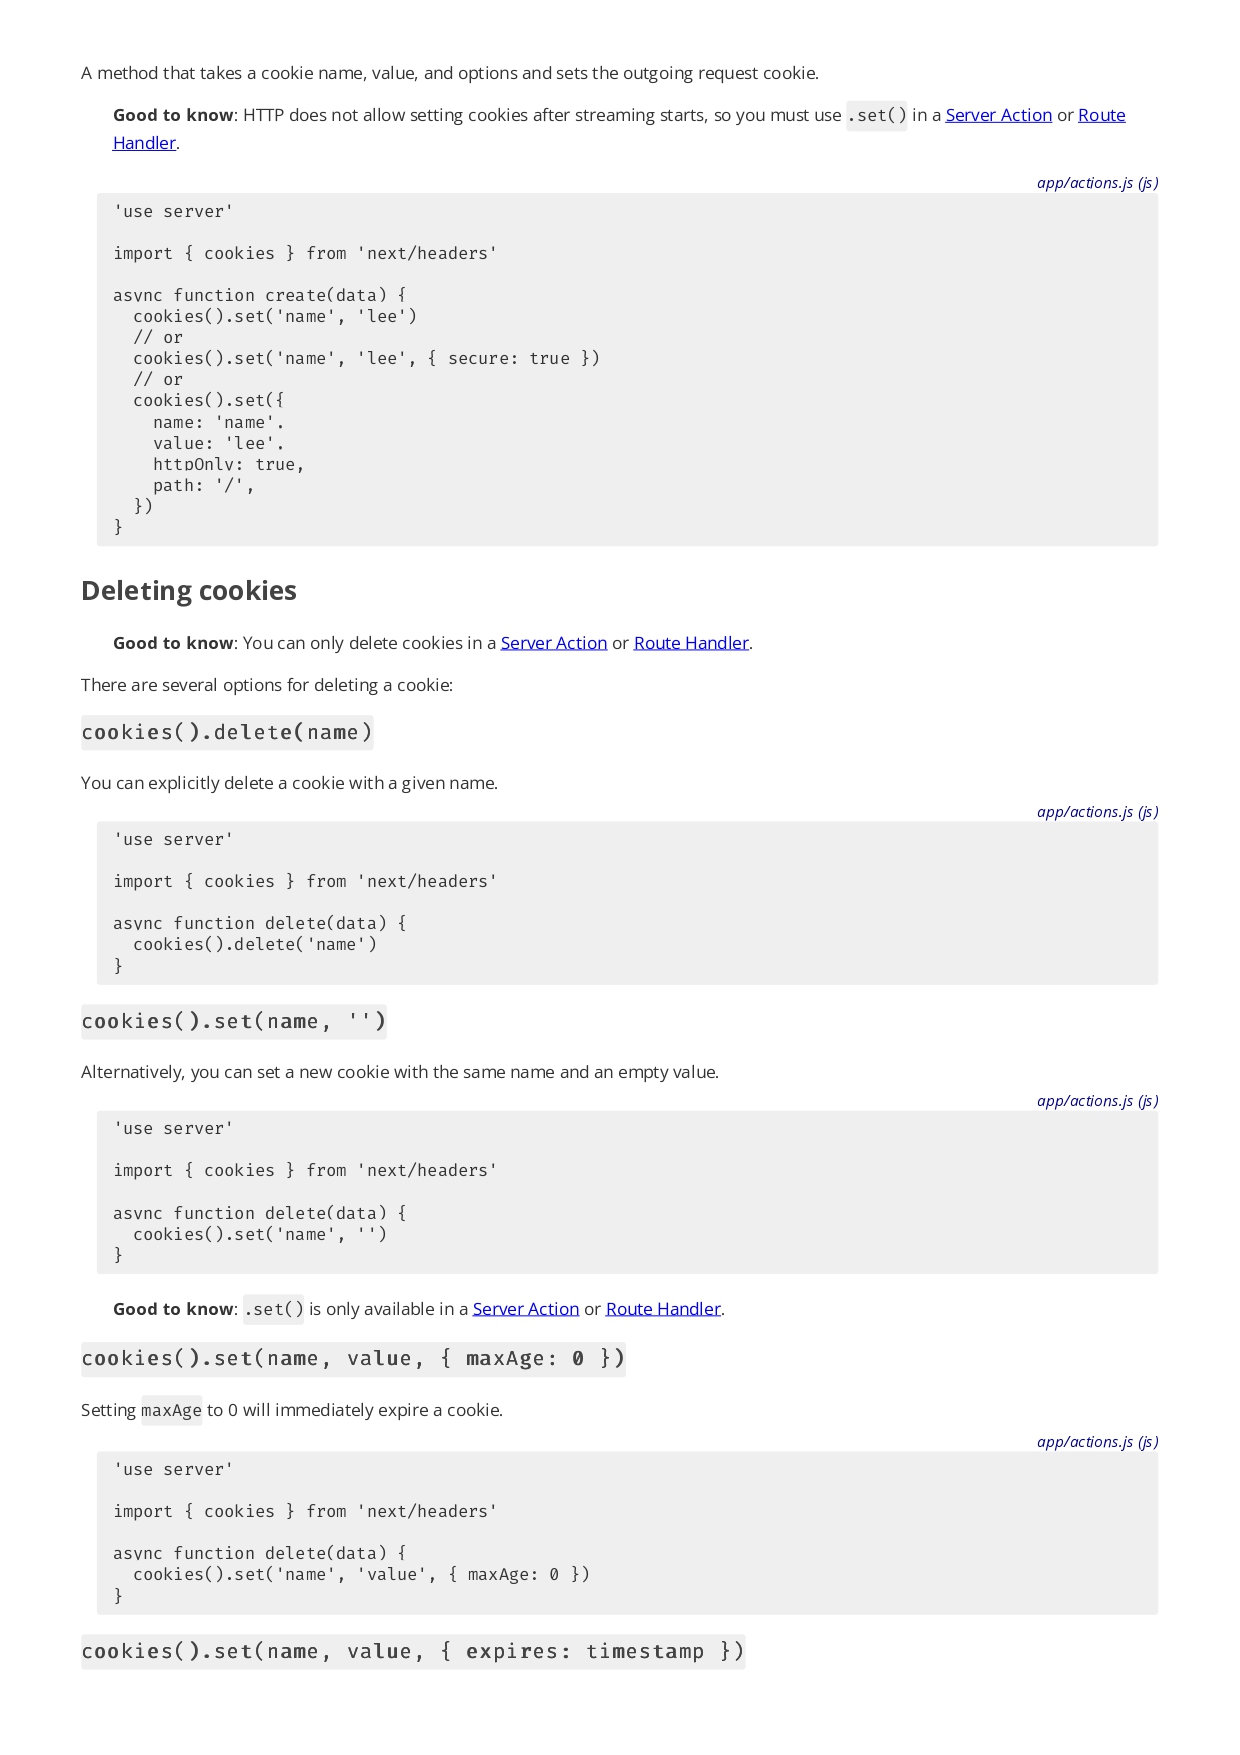 A method that takes a cookie name, value, and options and sets the outgoing request cookie.
Good to know: HTTP does not allow setting cookies after streaming starts, so you must use .set() in a Server Action or Route
Handler.
app/actions.js (js)
'use server'
import { cookies } from 'next/headers'
async function create(data) {
  cookies().set('name', 'lee')
  // or
  cookies().set('name', 'lee', { secure: true })
  // or
  cookies().set({
    name: 'name',
    value: 'lee',
    httpOnly: true,
    path: '/',
  })
}
Deleting cookies
Good to know: You can only delete cookies in a Server Action or Route Handler.
There are several options for deleting a cookie:
cookies().delete(name)
You can explicitly delete a cookie with a given name.
app/actions.js (js)
'use server'
import { cookies } from 'next/headers'
async function delete(data) {
  cookies().delete('name')
}
cookies().set(name, '')
Alternatively, you can set a new cookie with the same name and an empty value.
app/actions.js (js)
'use server'
import { cookies } from 'next/headers'
async function delete(data) {
  cookies().set('name', '')
}
Good to know: .set() is only available in a Server Action or Route Handler.
cookies().set(name, value, { maxAge: 0 })
Setting maxAge to 0 will immediately expire a cookie.
app/actions.js (js)
'use server'
import { cookies } from 'next/headers'
async function delete(data) {
  cookies().set('name', 'value', { maxAge: 0 })
}
cookies().set(name, value, { expires: timestamp })